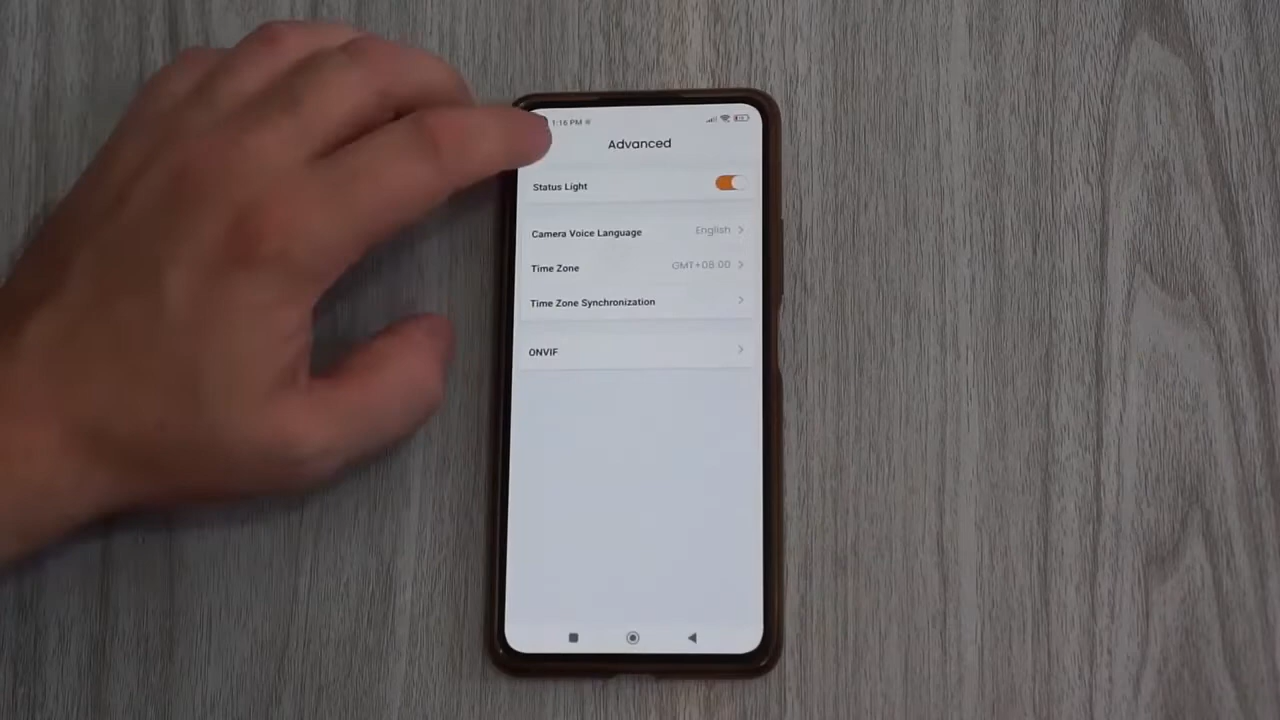 1:16 PM
Advanced
Status Light
Camera Voice Language English
Time Zone GMT+08:00
Time Zone Synchronization
ONVIF